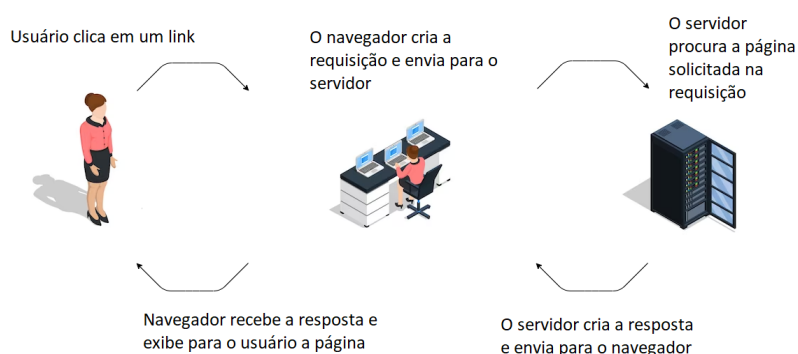 Usuário clica em um link
O navegador cria a
requisição e envia para o
servidor
O servidor
procura a página
solicitada na
requisição
Navegador recebe a resposta e
exibe para o usuário a página
O servidor cria a resposta
e envia para o navegador